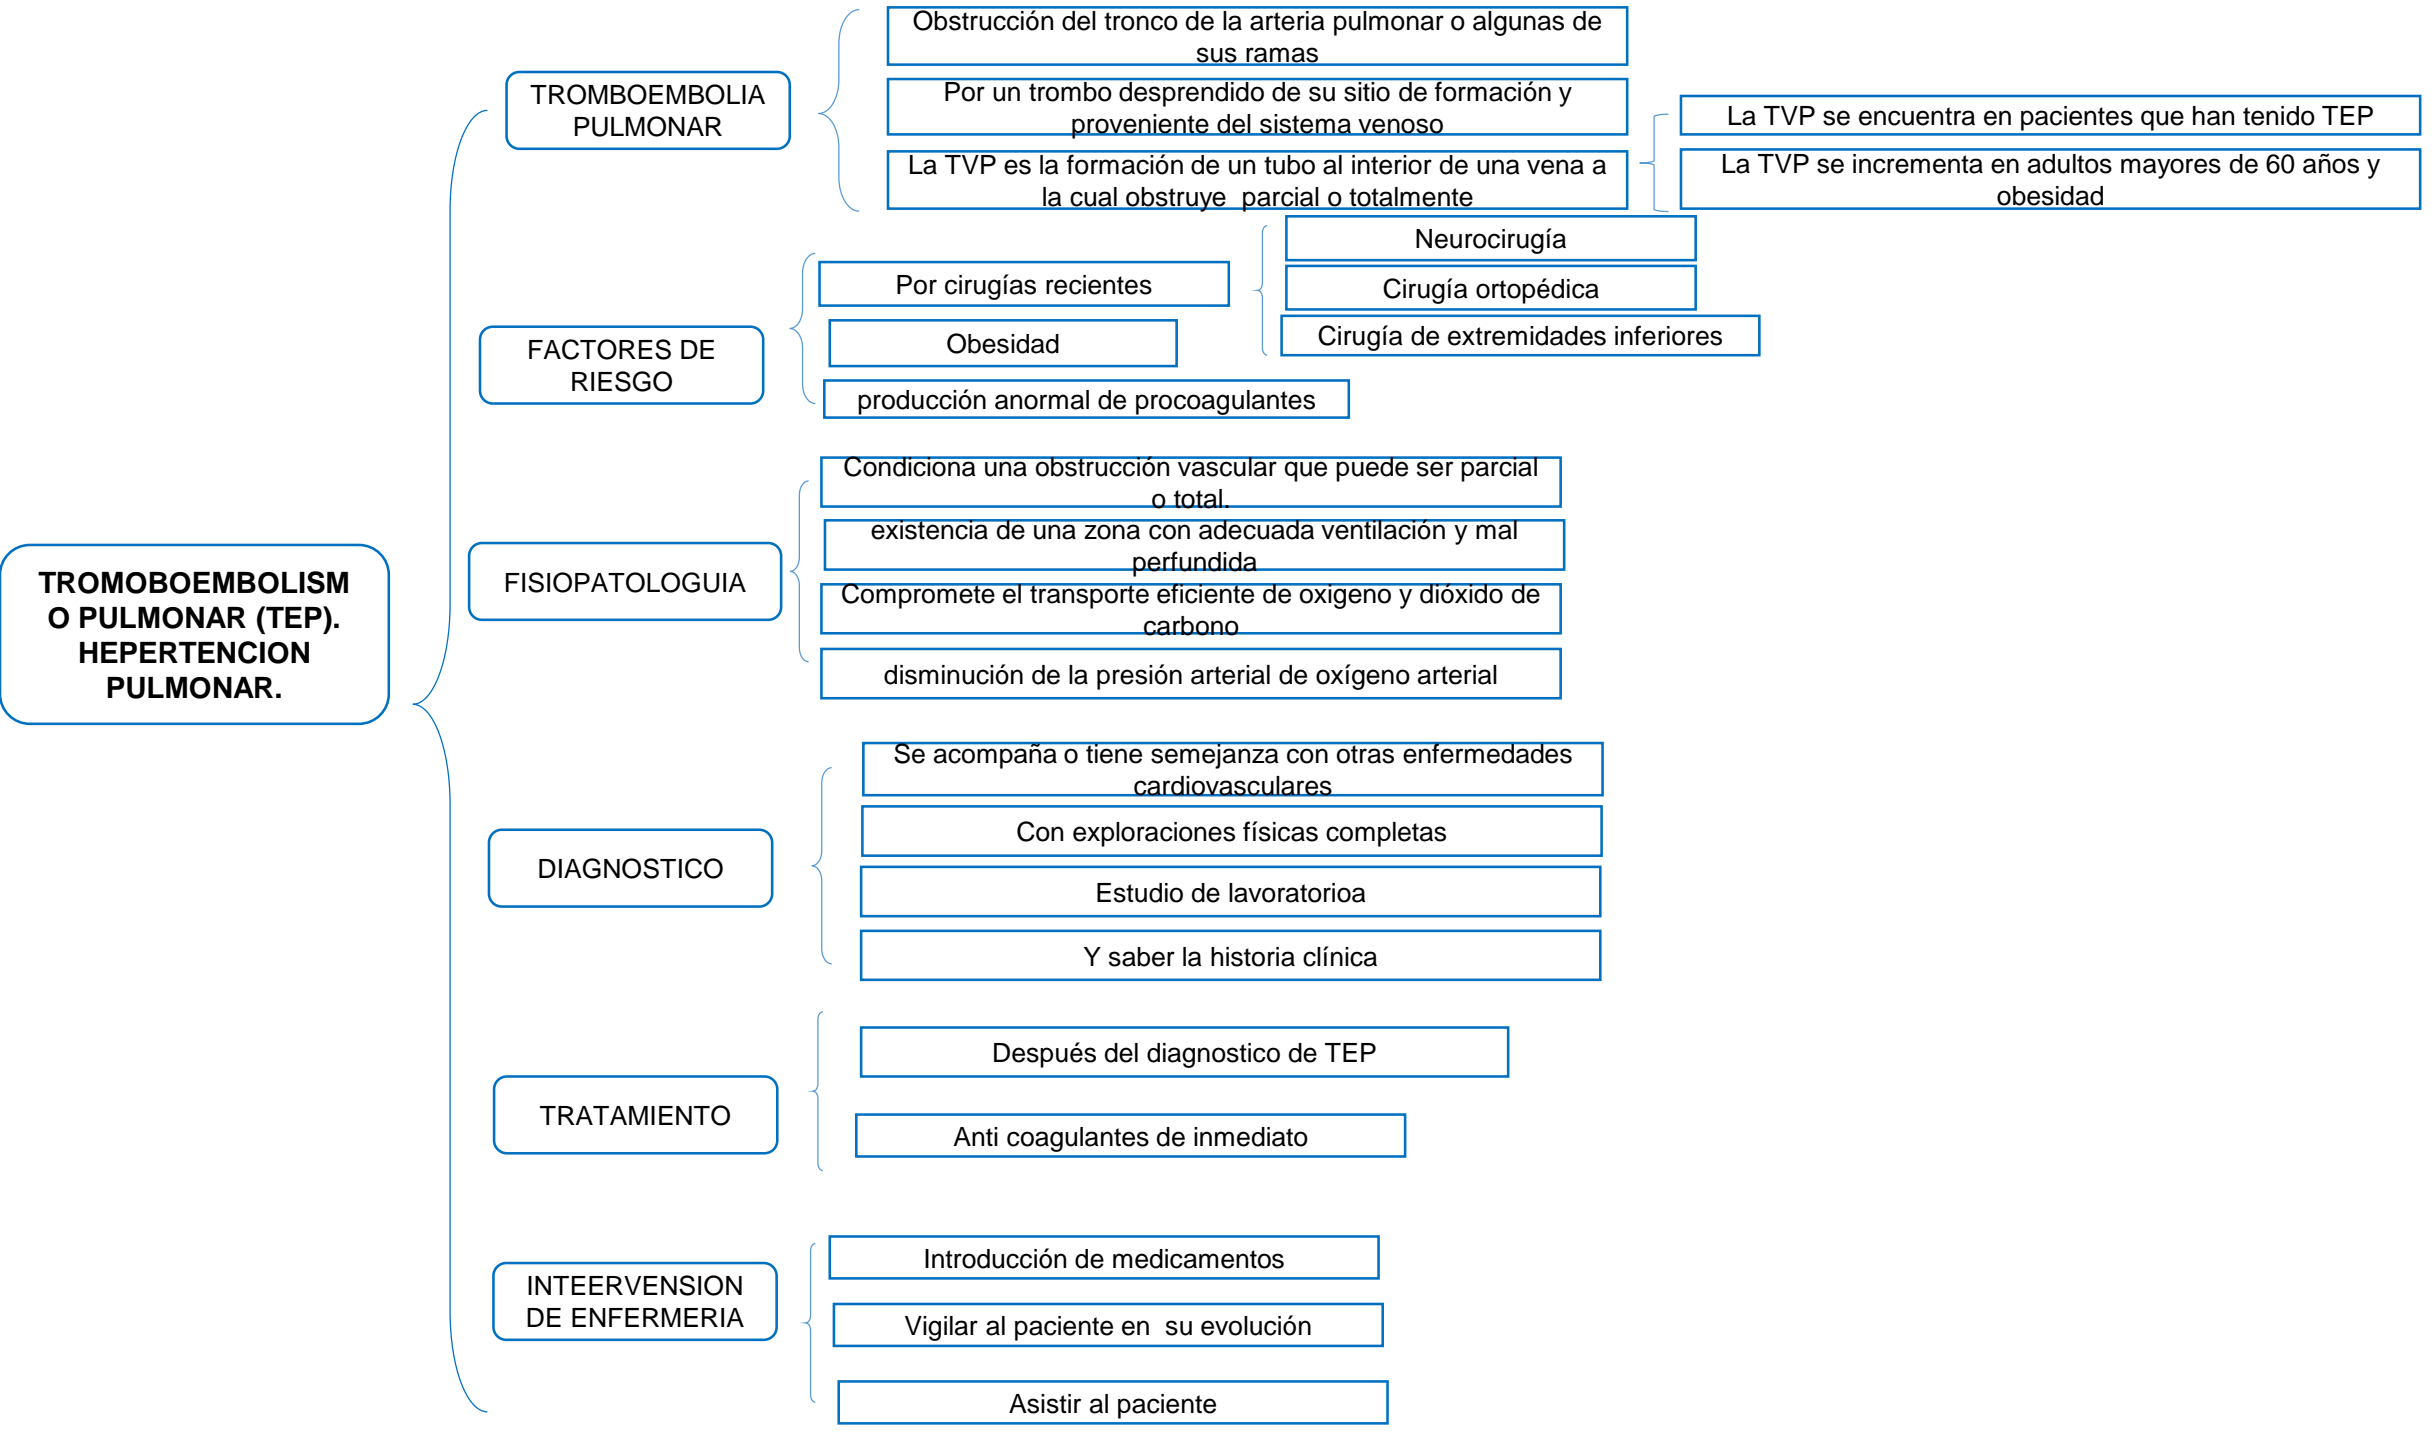 TROMBOEMBOLIA
PULMONAR
Obstrucción del tronco de la arteria pulmonar o algunas de
sus ramas
Por un trombo desprendido de su sitio de formación y
proveniente del sistema venoso
La TVP es la formación de un tubo al interior de una vena a
la cual obstruye  parcial o totalmente
La TVP se encuentra en pacientes que han tenido TEP
La TVP se incrementa en adultos mayores de 60 años y
obesidad
FACTORES DE
RIESGO
Por cirugías recientes
Neurocirugía
Cirugía ortopédica
Cirugía de extremidades inferiores
Obesidad
producción anormal de procoagulantes
TROMOBOEMBOLISM
O PULMONAR (TEP).
HEPERTENCION
PULMONAR.
FISIOPATOLOGUIA
Condiciona una obstrucción vascular que puede ser parcial
o total.
existencia de una zona con adecuada ventilación y mal
perfundida
Compromete el transporte eficiente de oxigeno y dióxido de
carbono
disminución de la presión arterial de oxígeno arterial
DIAGNOSTICO
Se acompaña o tiene semejanza con otras enfermedades
cardiovasculares
Con exploraciones físicas completas
Estudio de lavoratorioa
Y saber la historia clínica
TRATAMIENTO
Después del diagnostico de TEP
Anti coagulantes de inmediato
INTEERVENSION
DE ENFERMERIA
Introducción de medicamentos
Vigilar al paciente en  su evolución
Asistir al paciente